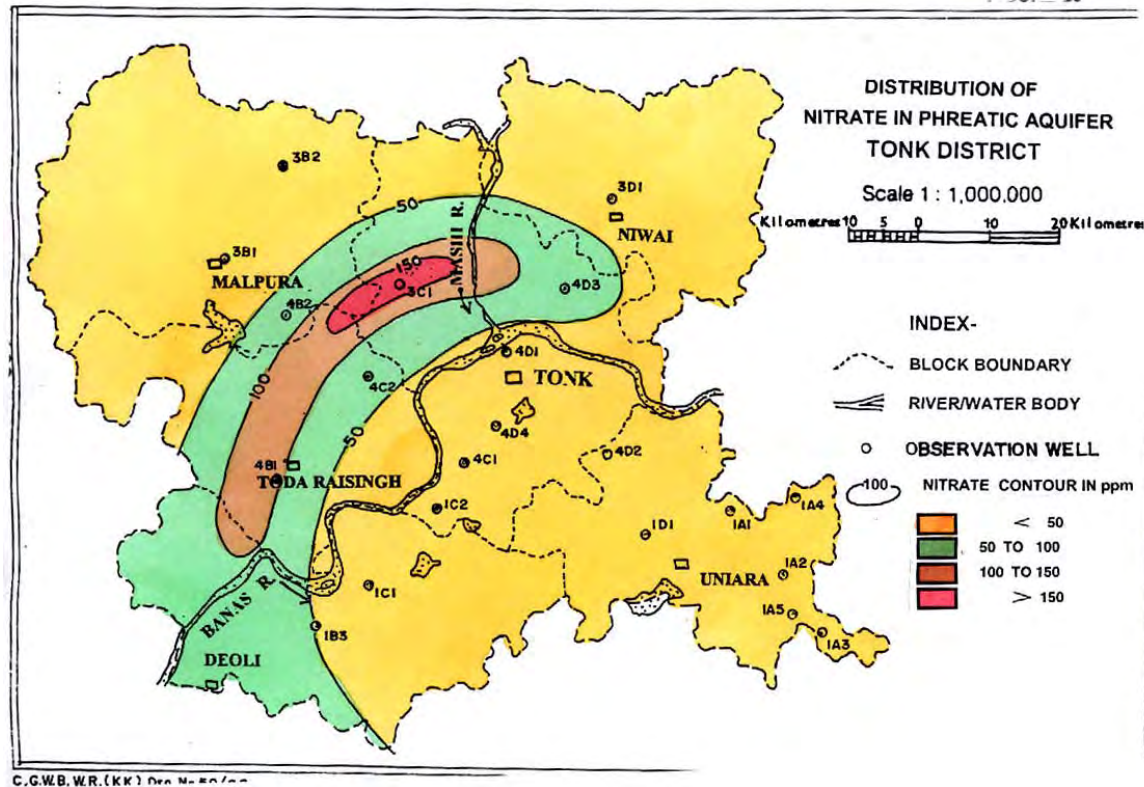 DISTRIBUTION OF
NITRATE IN PHREATIC AQUIFER
TONK DISTRICT
Scale 1 : 1,000.000
Kilometres 10 5 0 10 20 Kilometres
INDEX-
BLOCK BOUNDARY
RIVER/WATER BODY
OBSERVATION WELL
100 NITRATE CONTOUR IN ppm
< 50
50 TO 100
100 TO 150
> 150
3B2
50
MASHI R.
3D1
NIWAI
3B1
MALPURA
150
3C1
4D3
4B2
4D1
TONK
100
4C2
50
4D4
4B1
TODA RAISINGH
4C1
4D2
1C2
1A4
1A1
1D1
UNIARA
1A2
BANAS R.
1C1
1A5
1B3
1A3
DEOLI
C.G.W.B. W.R. (KK)